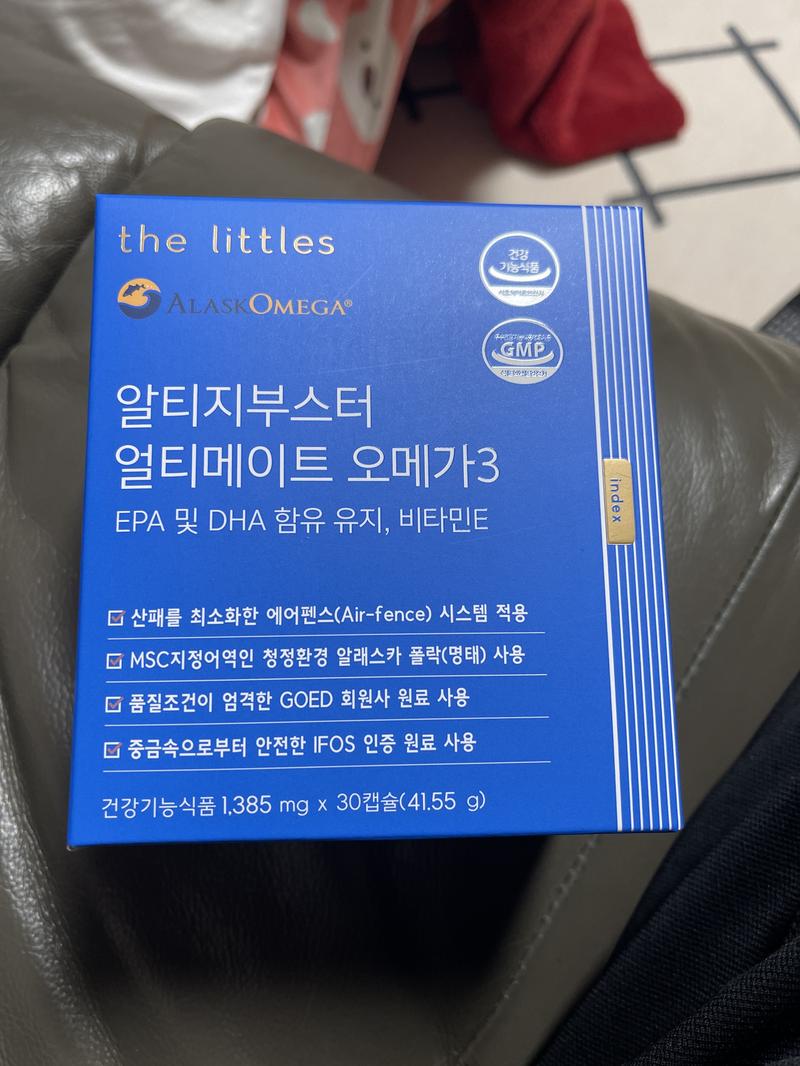 the littles
ALASKOMEGA®
건강
기능식품
GMP
알티지부스터
얼티메이트 오메가3
EPA 및 DHA 함유 유지, 비타민E
index
산패를 최소화한 에어펜스(Air-fence) 시스템 적용
MSC지정어역인 청정환경 알래스카 폴락(명태) 사용
품질조건이 엄격한 GOED 회원사 원료 사용
중금속으로부터 안전한 IFOS 인증 원료 사용
건강기능식품 1,385 mg x 30캡슐(41.55 g)